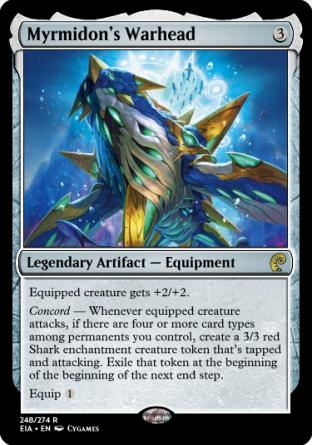 Myrmidon's Warhead 3
Legendary Artifact — Equipment
Equipped creature gets +2/+2.
Concord — Whenever equipped creature
attacks, if there are four or more card types
among permanents you control, create a 3/3 red
Shark enchantment creature token that's tapped
and attacking. Exile that token at the beginning
of the beginning of the next end step.
Equip 1
248/274 R
EIA • EN Cygames